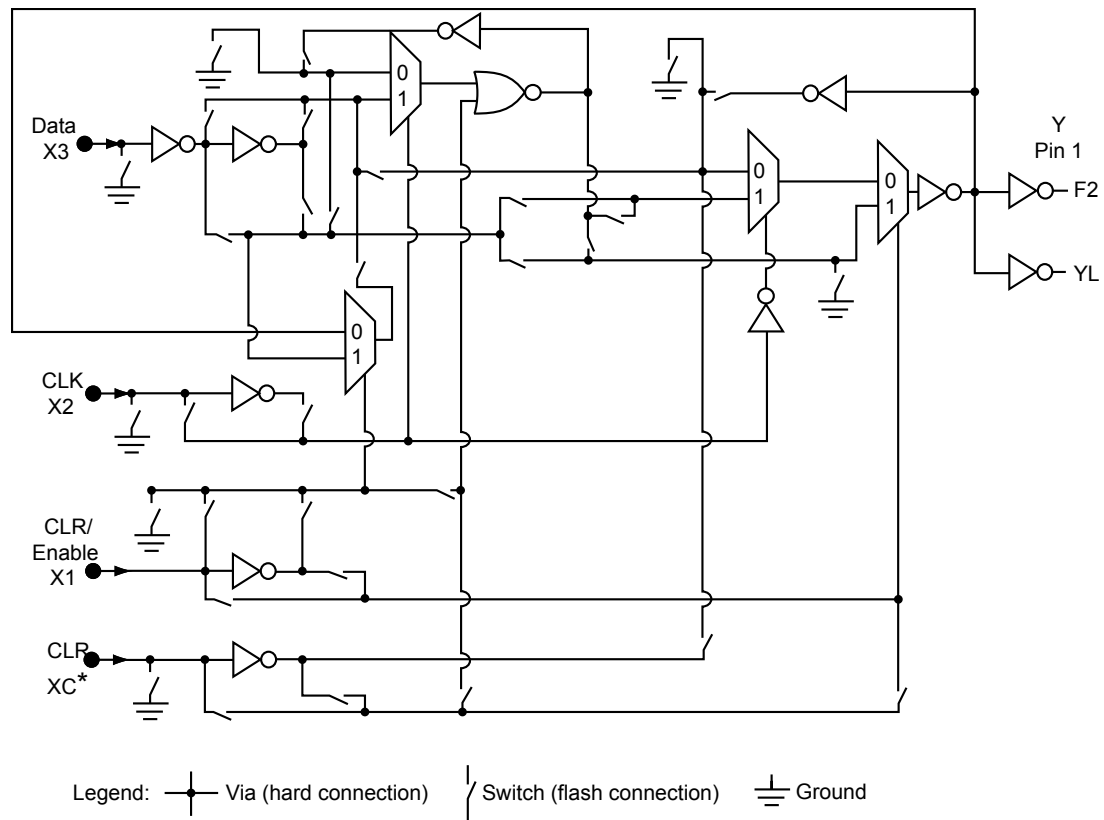 Data
X3
0
1
0
1
0
1
Y
Pin 1
F2
YL
0
1
CLK
X2
CLR/
Enable
X1
CLR
XC*
Legend: Via (hard connection) Switch (flash connection) Ground